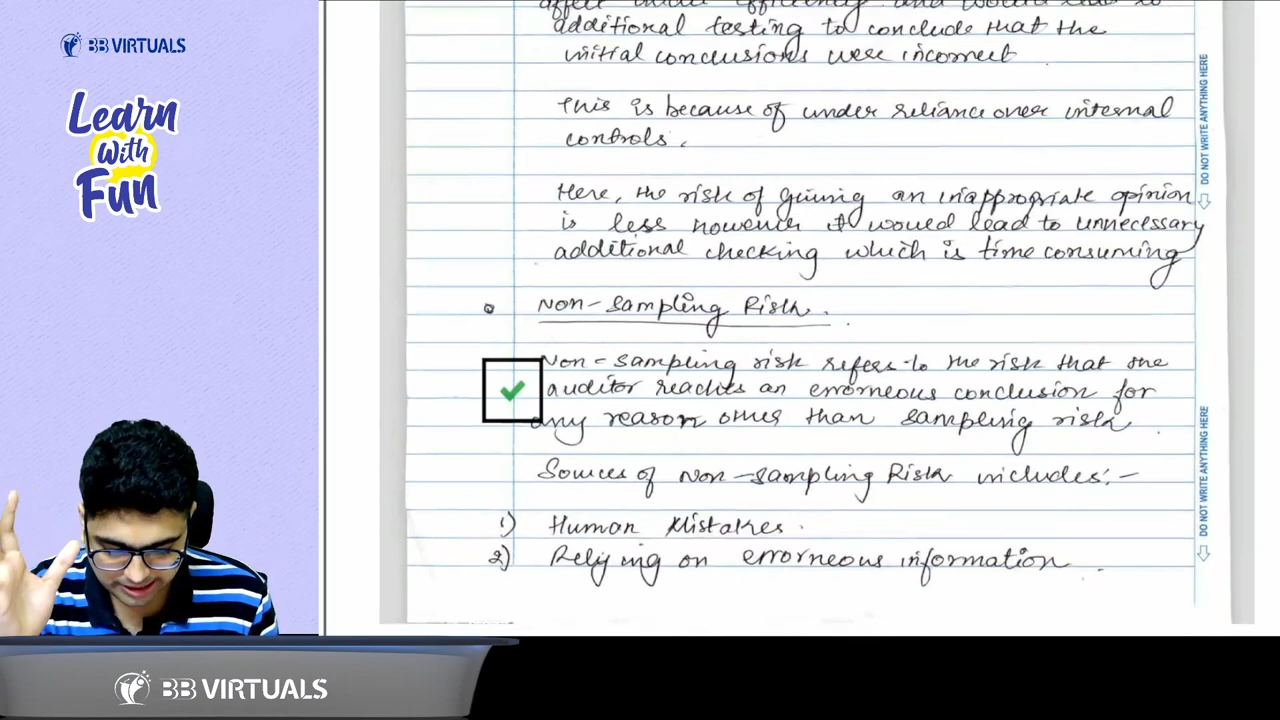 BB VIRTUALS
Learn
With
Fun
additional testing to conclude that the
initial conclusions were incorrect
This is because of under reliance over internal
controls.
Here, the risk of giving an inappropriate opinion
is less however it would lead to unnecessary
additional checking which is time consuming
Non-Sampling Risk.
Non-sampling risk refers to the risk that the
auditor reaches an errorneous conclusion for
any reason other than sampling risk
Sources of Non-sampling Risk includes:-
1) Human Mistakes.
2) Relying on errorneous information
DO NOT WRITE ANYTHING HERE
DO NOT WRITE ANYTHING HERE
BB VIRTUALS